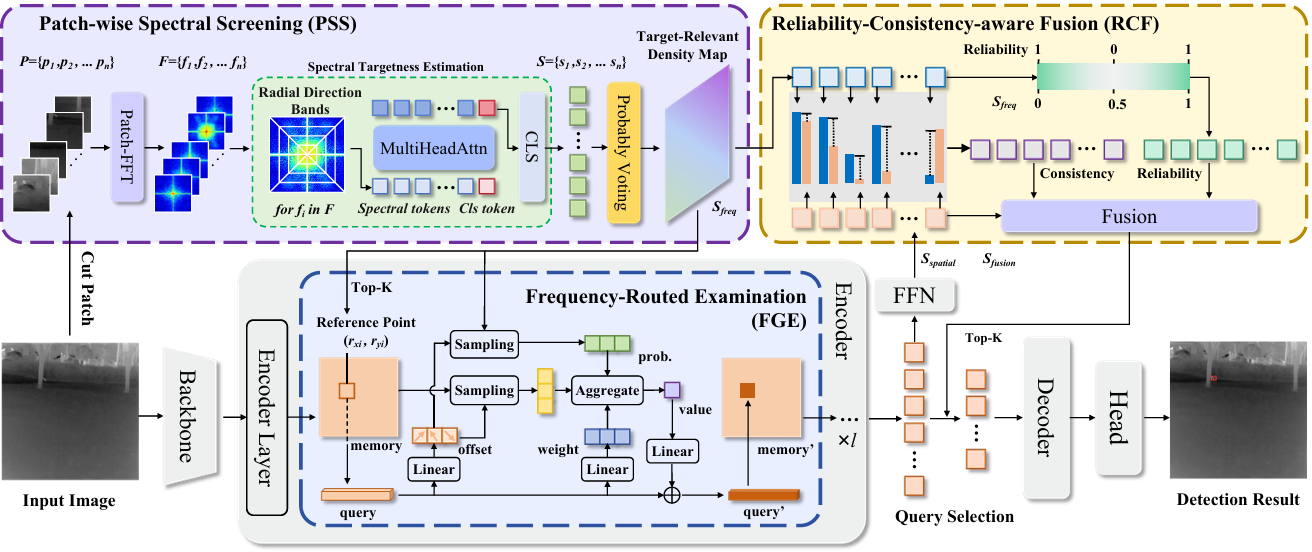 Patch-wise Spectral Screening (PSS)
P={p1,p2, ... pn}
F={f1,f2, ... fn}
Patch-FFT
Spectral Targetness Estimation
Radial Direction
Bands
for fi in F
MultiHeadAttn
Spectral tokens
Cls token
CLS
S={s1,s2, ... sn}
Probably Voting
Target-Relevant
Density Map
Sfreq
Reliability-Consistency-aware Fusion (RCF)
Reliability
1 0 1
Sfreq
0 0.5 1
...
Consistency
Reliability
Fusion
Sspatial
Sfusion
FFN
Cut Patch
Input Image
Backbone
Encoder Layer
Encoder
Frequency-Routed Examination
(FGE)
Top-K
Reference Point
(rxi , ryi)
memory
query
offset
Linear
Sampling
Sampling
prob.
Aggregate
weight
Linear
value
Linear
memory’
query’
...
×l
Query Selection
Top-K
Decoder
Head
Detection Result